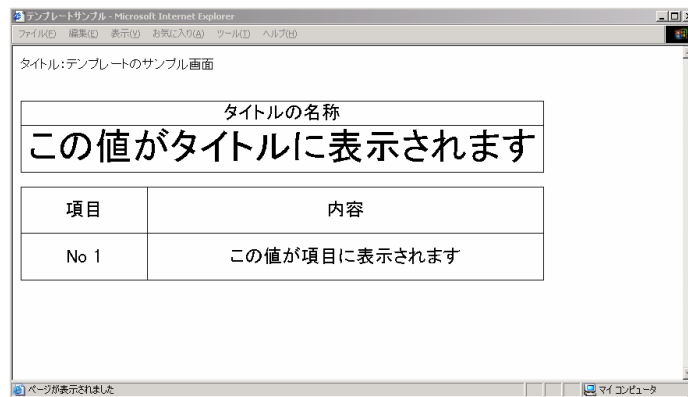 テンプレートサンプル - Microsoft Internet Explorer
ファイル(F) 編集(E) 表示(V) お気に入り(A) ツール(T) ヘルプ(H)
タイトル:テンプレートのサンプル画面
タイトルの名称
この値がタイトルに表示されます
項目 内容
No 1 この値が項目に表示されます
ページが表示されました マイ コンピュータ